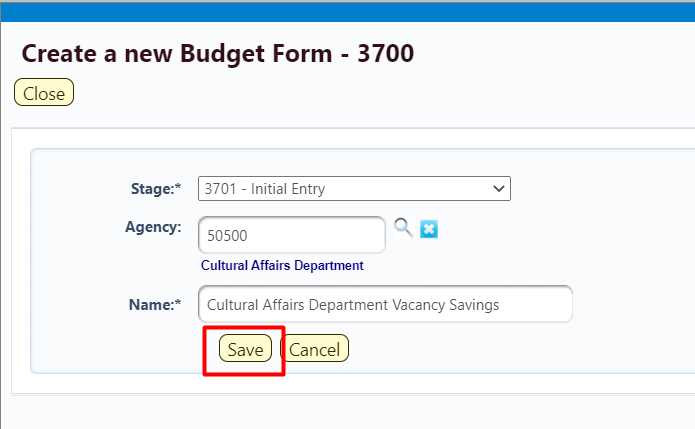 Create a new Budget Form - 3700
Close
Stage:* 3701 - Initial Entry
Agency: 50500
Cultural Affairs Department
Name:* Cultural Affairs Department Vacancy Savings
Save Cancel